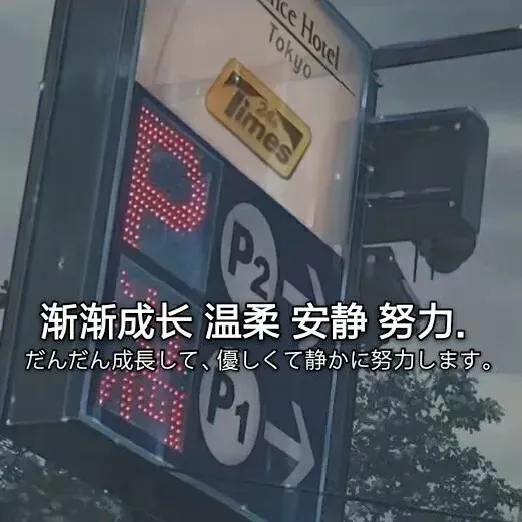 nce Hotel
Tokyo
24h
Times
P
P2
渐渐成长 温柔 安静 努力.
だんだん成長して、優しくて静かに努力します。
P1